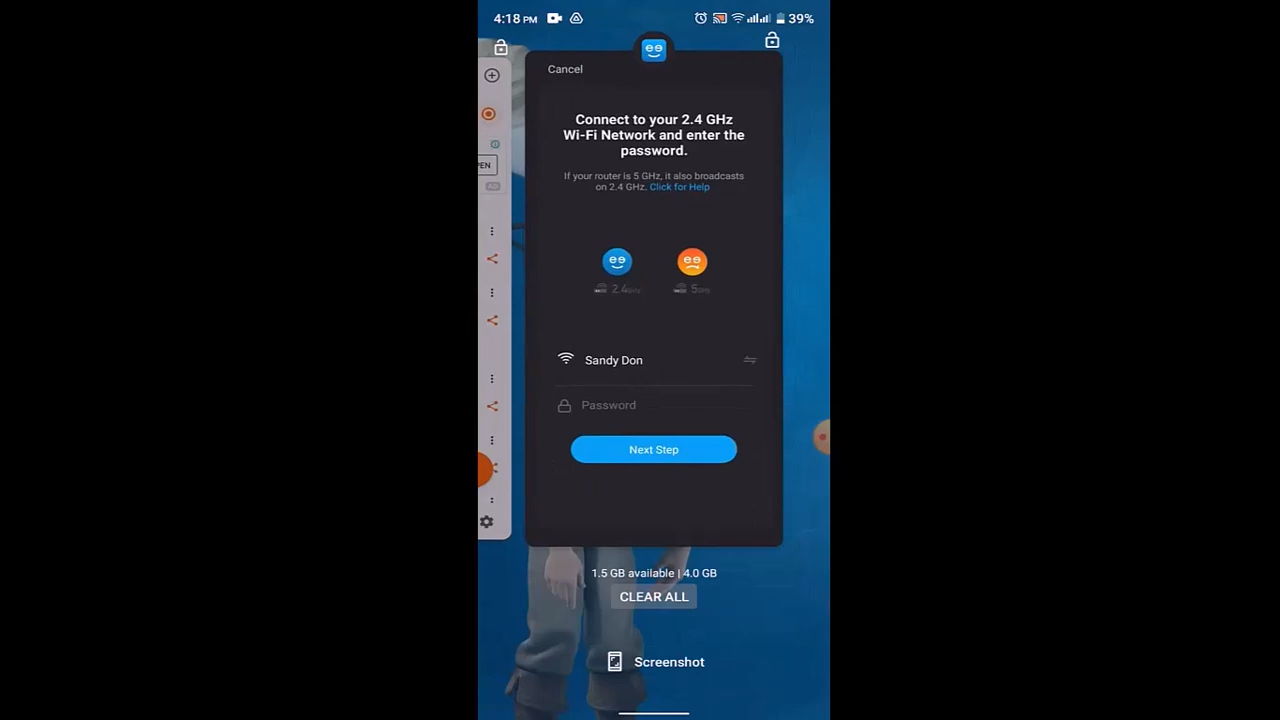 4:18 PM
39%
Cancel
Connect to your 2.4 GHz
Wi-Fi Network and enter the
password.
If your router is 5 GHz, it also broadcasts
on 2.4 GHz. Click for Help
PEN
AD
2.4GHz
5GHz
Sandy Don
Password
Next Step
1.5 GB available | 4.0 GB
CLEAR ALL
Screenshot